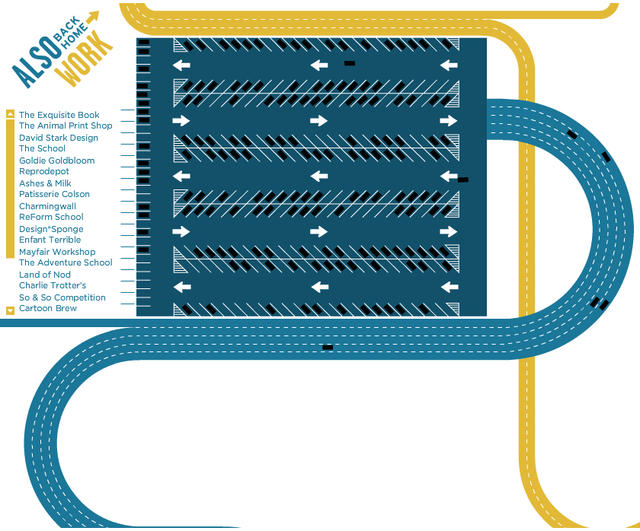 ALSO
BACK
HOME
WORK
The Exquisite Book
The Animal Print Shop
David Stark Design
The School
Goldie Goldbloom
Reprodepot
Ashes & Milk
Patisserie Colson
Charmingwall
ReForm School
Design*Sponge
Enfant Terrible
Mayfair Workshop
The Adventure School
Land of Nod
Charlie Trotter's
So & So Competition
Cartoon Brew